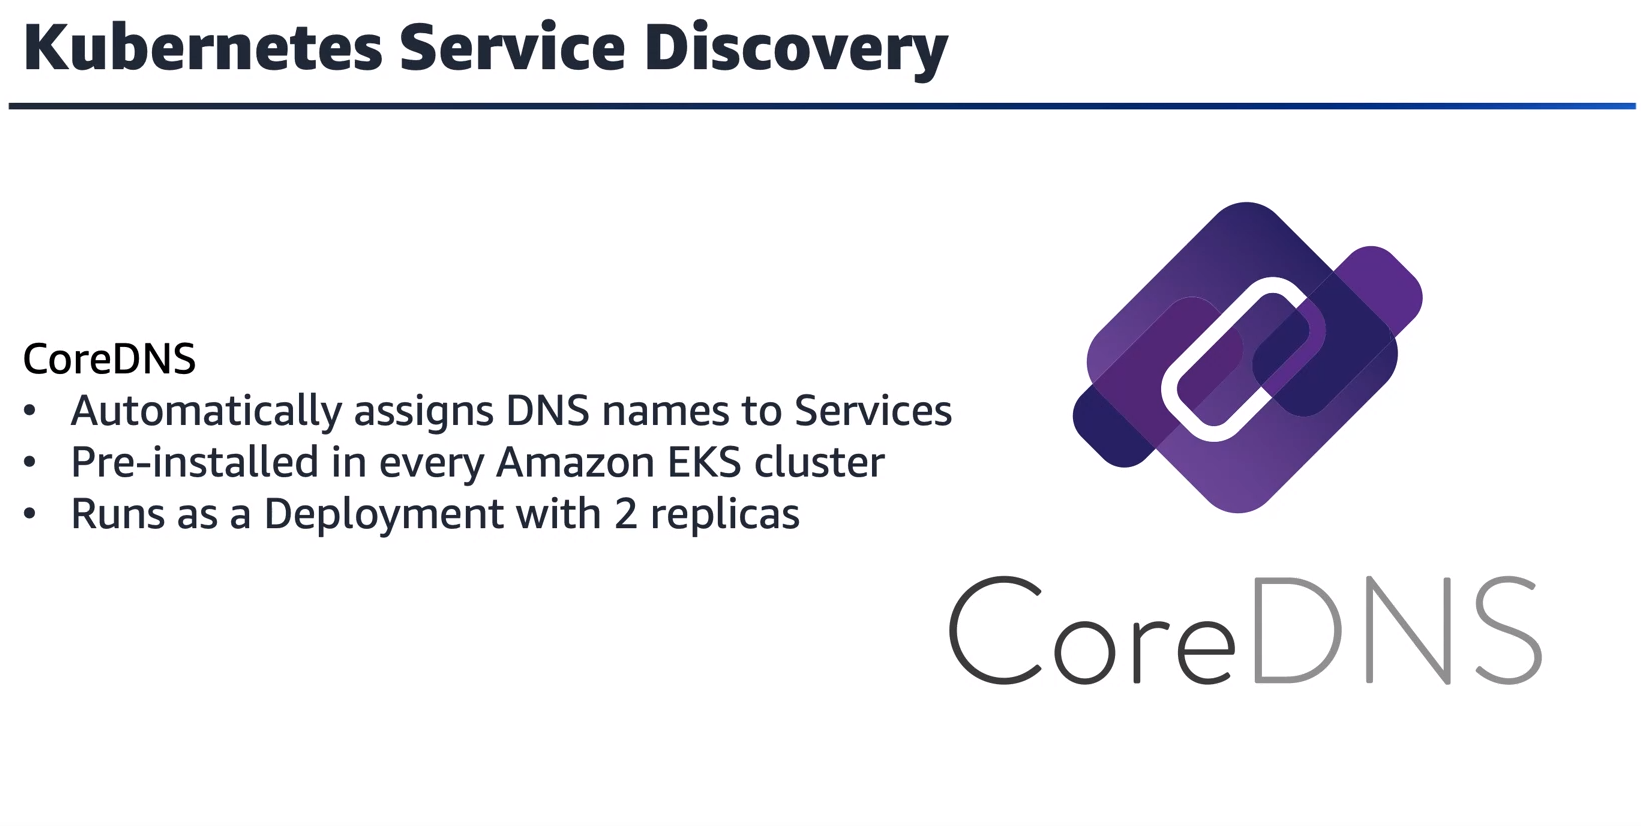 Kubernetes Service Discovery
CoreDNS
• Automatically assigns DNS names to Services
• Pre-installed in every Amazon EKS cluster
• Runs as a Deployment with 2 replicas
CoreDNS